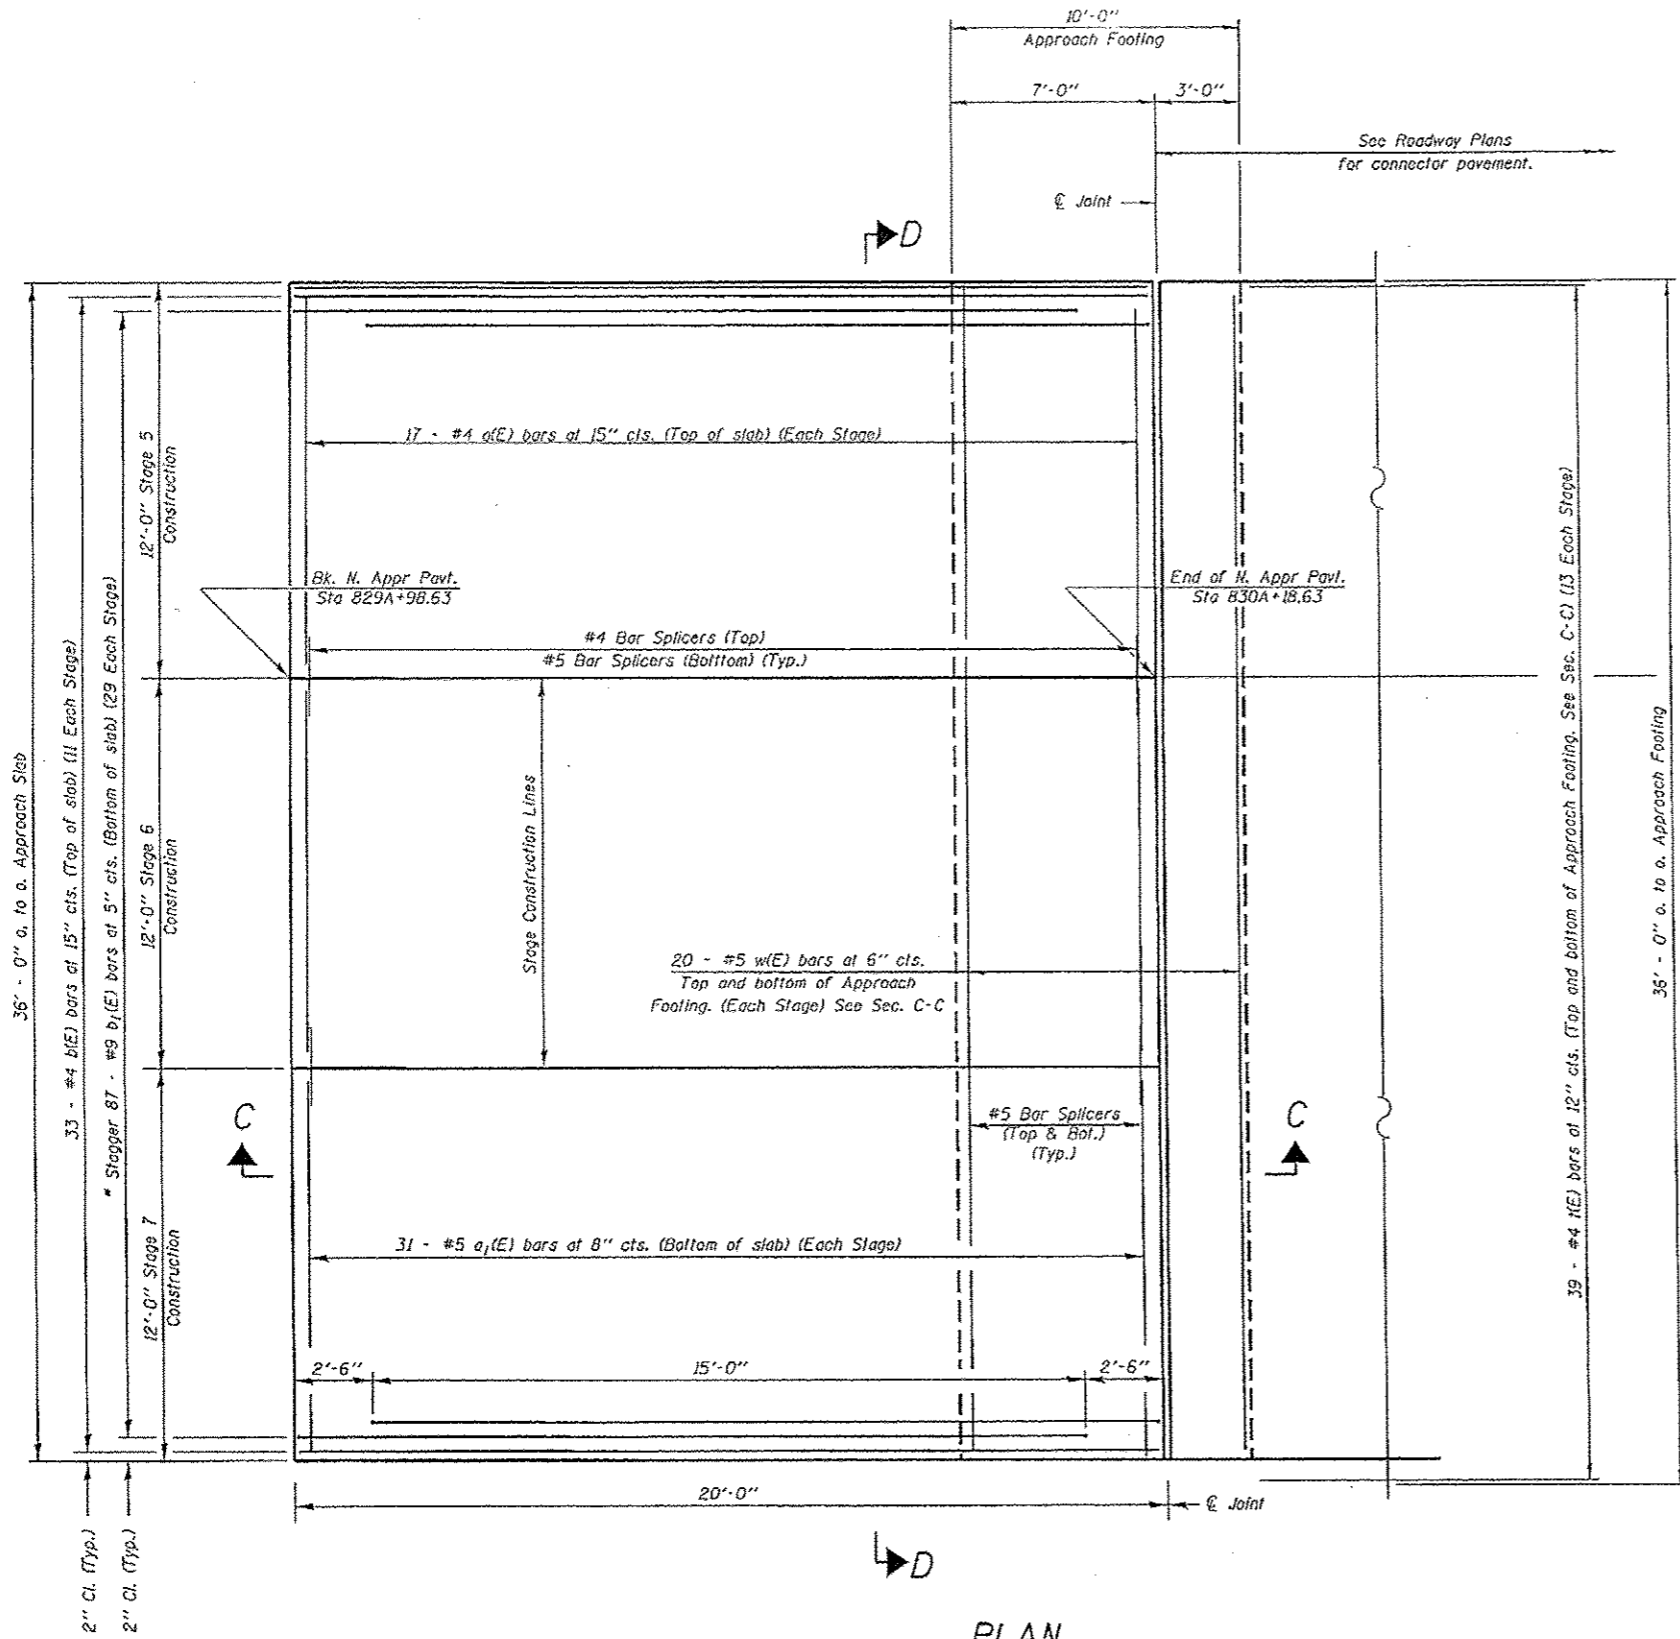 10'-0"
Approach Footing
7'-0"
3'-0"
See Roadway Plans
for connector pavement.
℄ Joint
D
17 - #4 a(E) bars at 15" cts. (Top of slab) (Each Stage)
Bk. N. Appr Pavt.
Sta 829A+98.63
End of N. Appr Pavt.
Sta 830A+18.63
#4 Bar Splicers (Top)
#5 Bar Splicers (Botttom) (Typ.)
36' - 0" o. to o. Approach Slab
33 - #4 b(E) bars at 15" cts. (Top of slab) (11 Each Stage)
* Stagger 87 - #9 b1(E) bars at 5" cts. (Bottom of slab) (29 Each Stage)
12'-0" Stage 5
Construction
12'-0" Stage 6
Construction
12'-0" Stage 7
Construction
Stage Construction Lines
20 - #5 w(E) bars at 6" cts.
Top and bottom of Approach
Footing. (Each Stage) See Sec. C-C
39 - #4 t(E) bars at 12" cts. (Top and bottom of Approach Footing. See Sec. C-C) (13 Each Stage)
36' - 0" o. to o. Approach Footing
C
#5 Bar Splicers
(Top & Bot.)
(Typ.)
C
31 - #5 a1(E) bars at 8" cts. (Bottom of slab) (Each Stage)
2'-6"
15'-0"
2'-6"
20'-0"
℄ Joint
2" Cl. (Typ.)
2" Cl. (Typ.)
D
PLAN